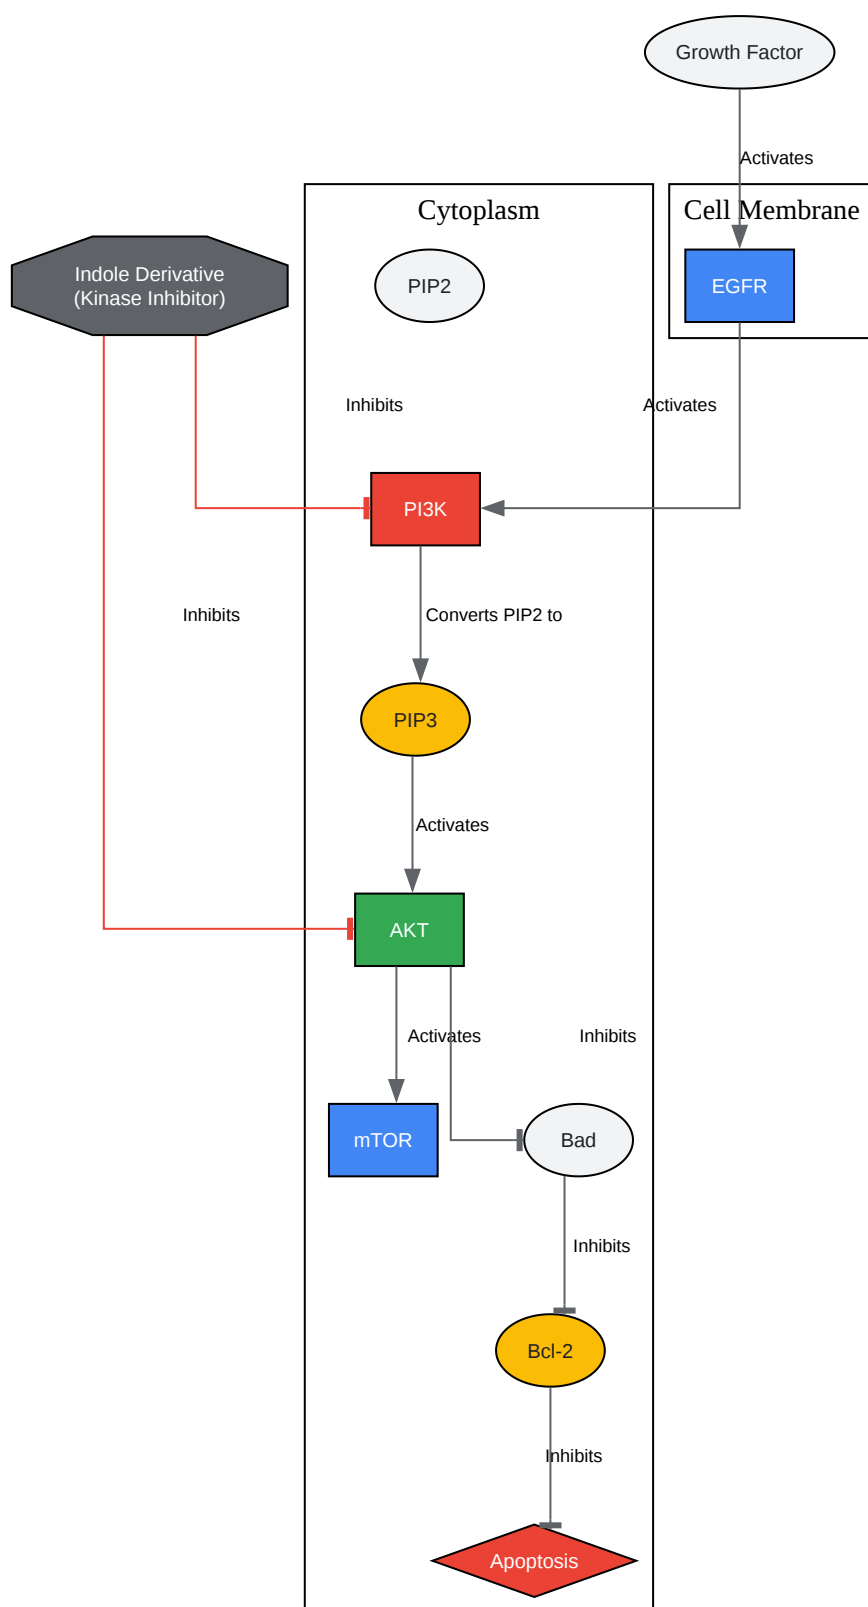 Growth Factor
Activates
Cytoplasm
Cell Membrane
Indole Derivative
(Kinase Inhibitor)
PIP2
EGFR
Inhibits
Activates
PI3K
Inhibits
Converts PIP2 to
PIP3
Activates
AKT
Activates
Inhibits
mTOR
Bad
Inhibits
Bcl-2
Inhibits
Apoptosis